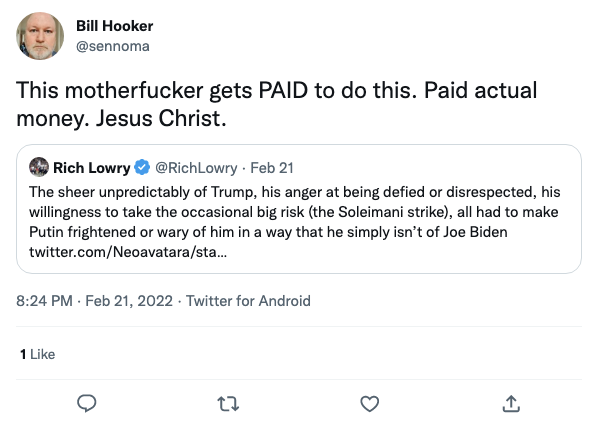 Bill Hooker
@sennoma
This motherfucker gets PAID to do this. Paid actual
money. Jesus Christ.
Rich Lowry @RichLowry · Feb 21
The sheer unpredictably of Trump, his anger at being defied or disrespected, his
willingness to take the occasional big risk (the Soleimani strike), all had to make
Putin frightened or wary of him in a way that he simply isn’t of Joe Biden
twitter.com/Neoavatara/sta…
8:24 PM · Feb 21, 2022 · Twitter for Android
1 Like